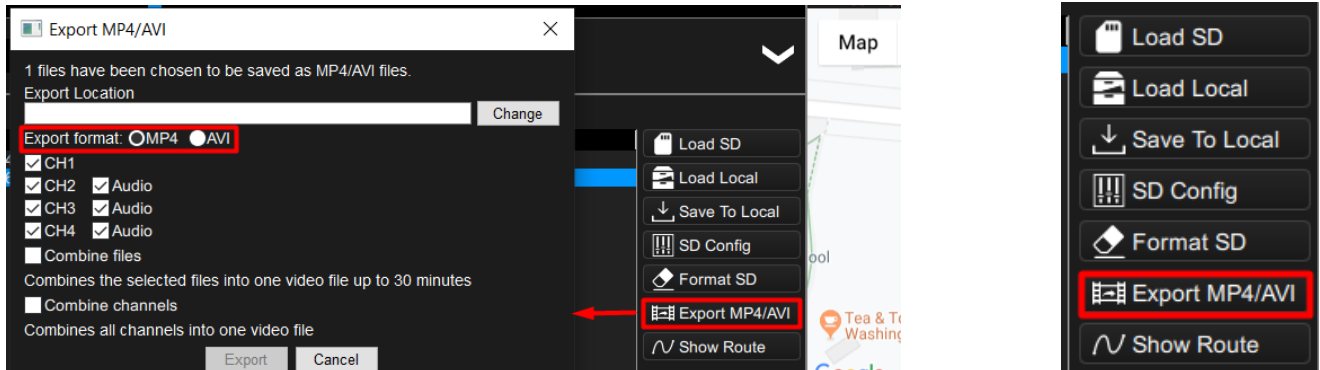 Export MP4/AVI
1 files have been chosen to be saved as MP4/AVI files.
Export Location
Change
Export format: MP4 AVI
CH1
CH2 Audio
CH3 Audio
CH4 Audio
Combine files
Combines the selected files into one video file up to 30 minutes
Combine channels
Combines all channels into one video file
Export Cancel
Load SD
Load Local
Save To Local
SD Config
Format SD
Export MP4/AVI
Show Route
Map
ool
Tea & T
Washing
Google
Load SD
Load Local
Save To Local
SD Config
Format SD
Export MP4/AVI
Show Route